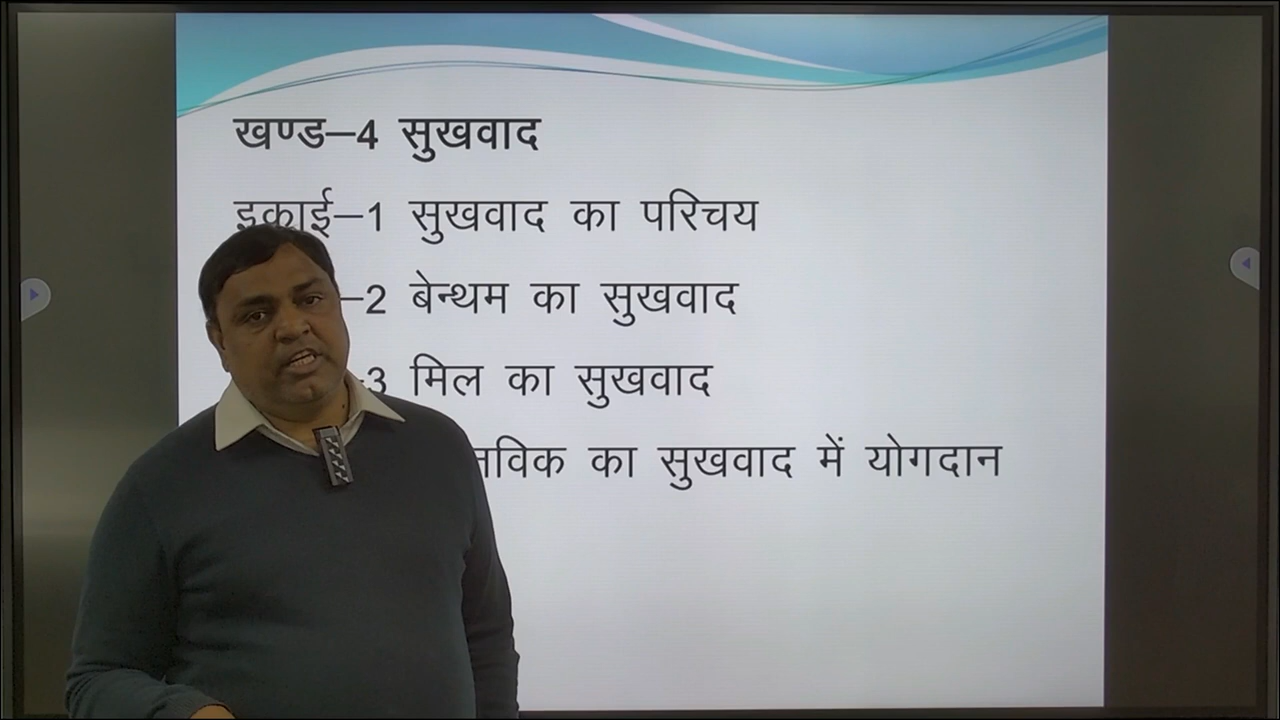 खण्ड–4 सुखवाद
इकाई–1 सुखवाद का परिचय
–2 बेन्थम का सुखवाद
3 मिल का सुखवाद
का सुखवाद में योगदान